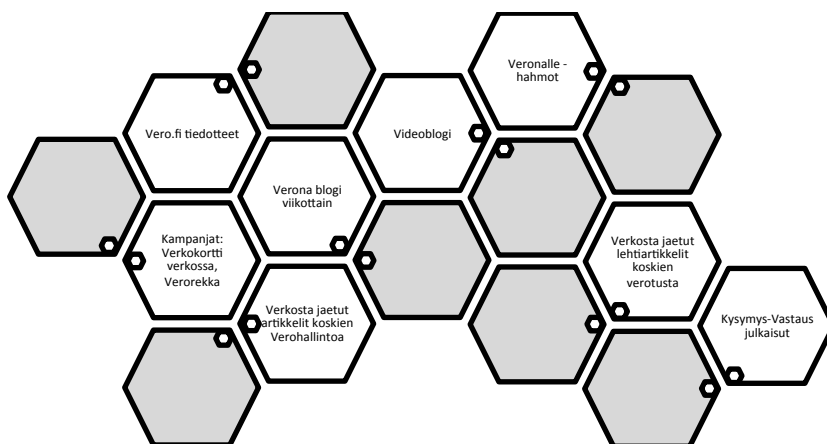 Veronalle -
hahmot
Vero.fi tiedotteet
Videoblogi
Verona blogi
viikottain
Kampanjat:
Verkokortti
verkossa,
Verorekka
Verkosta jaetut
lehtiartikkelit
koskien
verotusta
Verkosta jaetut
artikkelit koskien
Verohallintoa
Kysymys-Vastaus
julkaisut